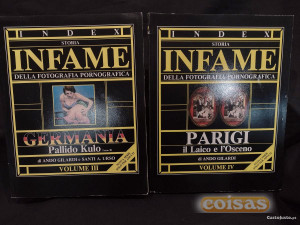 INDEX
STORIA
INFAME
DELLA FOTOGRAFIA PORNOGRAFICA
GERMANIA
Pallido Kulo
di ANDO GILARDI e SANTI A. URSO
VOLUME III
INDEX
STORIA
INFAME
DELLA FOTOGRAFIA PORNOGRAFICA
PARIGI
il Laico e l'Osceno
di ANDO GILARDI
VOLUME IV
coisas